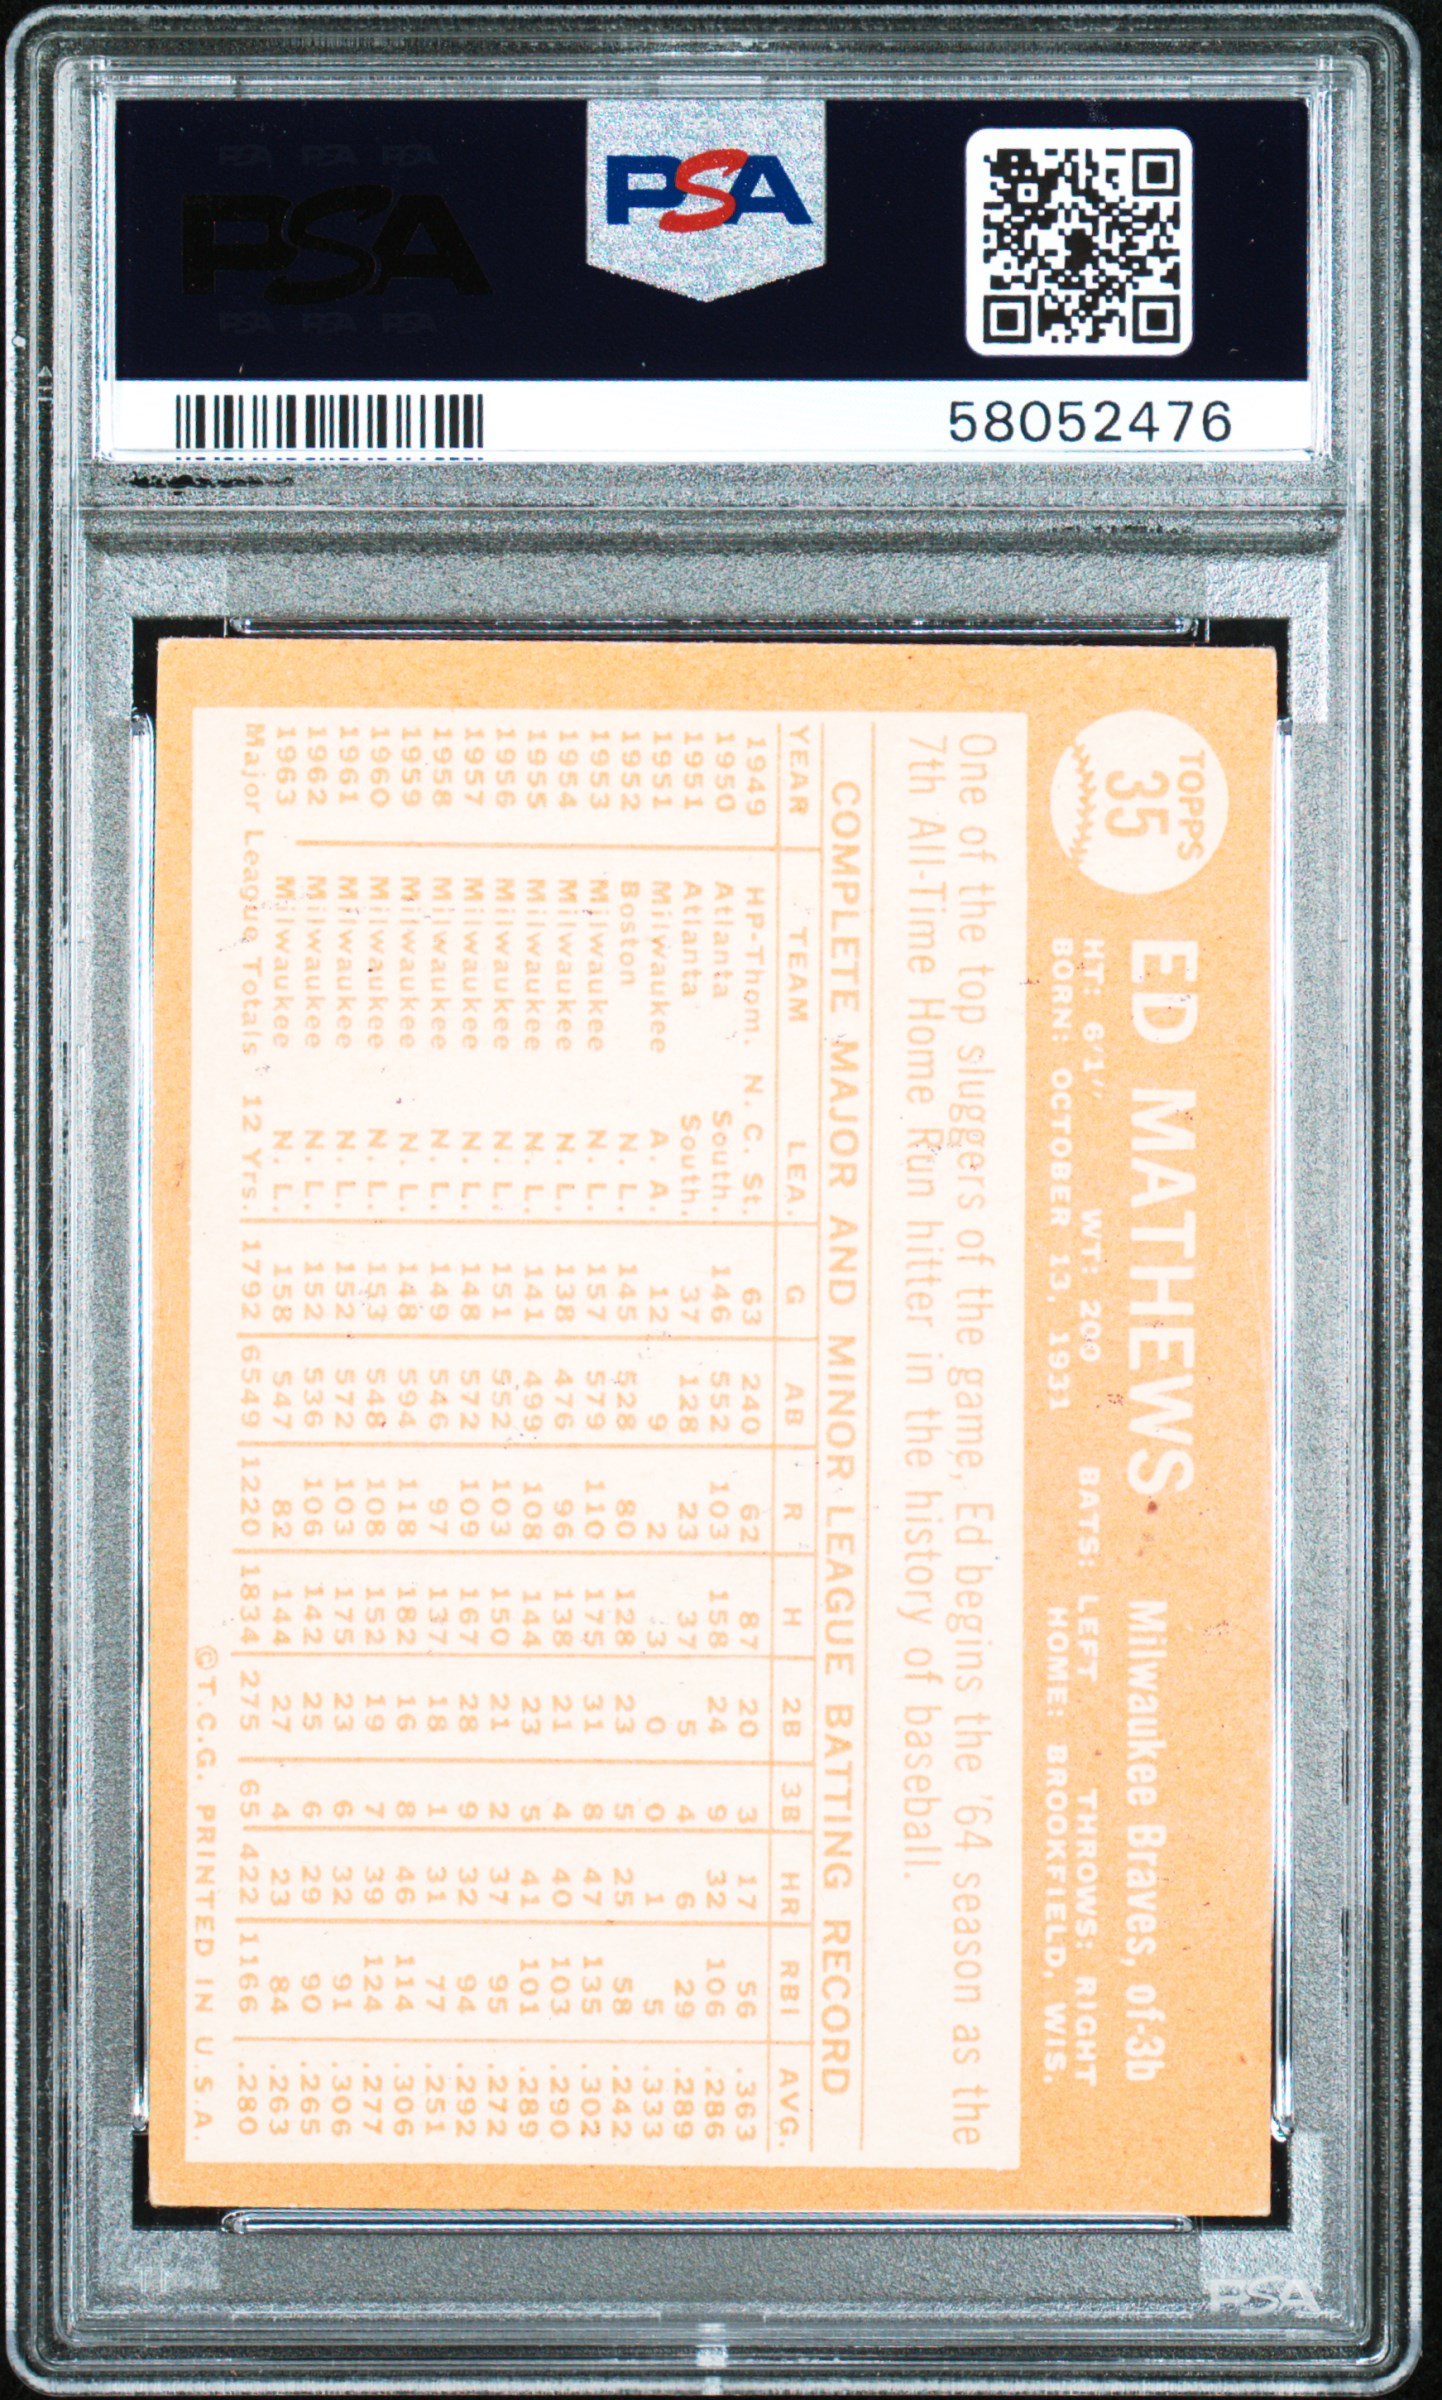 PSA PSA PSA
PSA
PSA PSA PSA
PSA
58052476
TOPPS
35
ED MATHEWS Milwaukee Braves, of-3b
HT: 6'1" WT: 200 BATS: LEFT THROWS: RIGHT
BORN: OCTOBER 13, 1931 HOME: BROOKFIELD, WIS.
One of the top sluggers of the game, Ed begins the '64 season as the
7th All-Time Home Run hitter in the history of baseball.
COMPLETE MAJOR AND MINOR LEAGUE BATTING RECORD
YEAR TEAM LEA. G AB R H 2B 3B HR RBI AVG.
1949 HP-Thom. N. C. St. 63 240 62 87 20 3 17 56 .363
1950 Atlanta South. 146 552 103 158 24 9 32 106 .286
1951 Atlanta South. 37 128 23 37 5 4 6 29 .289
1951 Milwaukee A. A. 12 9 2 3 0 0 1 5 .333
1952 Boston N. L. 145 528 80 128 23 5 25 58 .242
1953 Milwaukee N. L. 157 579 110 175 31 8 47 135 .302
1954 Milwaukee N. L. 138 476 96 138 21 4 40 103 .290
1955 Milwaukee N. L. 141 499 108 144 23 5 41 101 .289
1956 Milwaukee N. L. 151 552 103 150 21 2 37 95 .272
1957 Milwaukee N. L. 148 572 109 167 28 9 32 94 .292
1958 Milwaukee N. L. 149 546 97 137 18 1 31 77 .251
1959 Milwaukee N. L. 148 594 118 182 16 8 46 114 .306
1960 Milwaukee N. L. 153 548 108 152 19 7 39 124 .277
1961 Milwaukee N. L. 152 572 103 175 23 6 32 91 .306
1962 Milwaukee N. L. 152 536 106 142 25 6 29 90 .265
1963 Milwaukee N. L. 158 547 82 144 27 4 23 84 .263
Major League Totals 12 Yrs. 1792 6549 1220 1834 275 65 422 1166 .280
©T.C.G. PRINTED IN U.S.A.
PSA